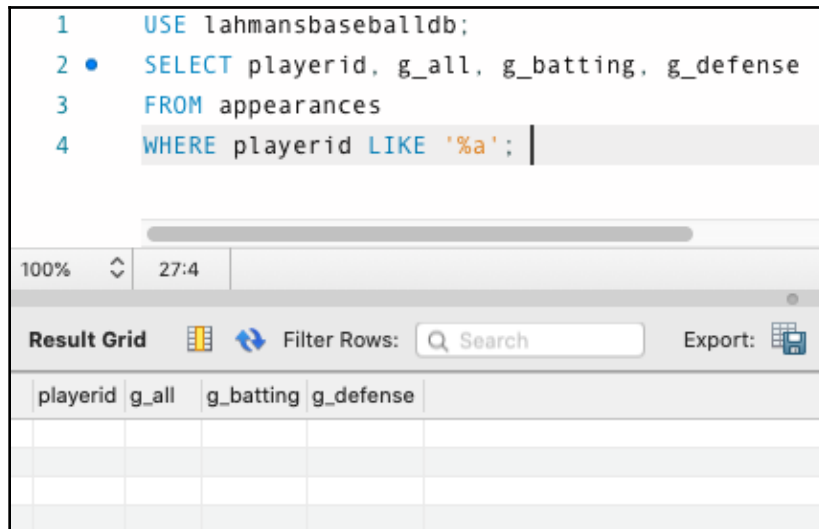 1 USE lahmansbaseballdb;
2 SELECT playerid, g_all, g_batting, g_defense
3 FROM appearances
4 WHERE playerid LIKE '%a';
100% 27:4
Result Grid Filter Rows: Search Export:
playerid g_all g_batting g_defense